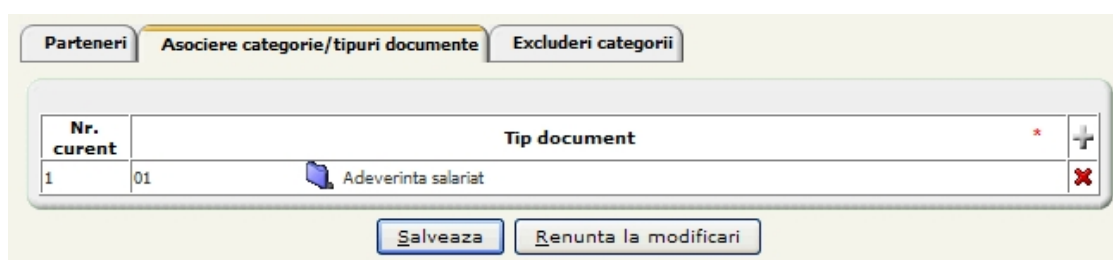 Parteneri Asociere categorie/tipuri documente Excluderi categorii
Nr. curent Tip document *
1 01 Adeverinta salariat
Salveaza Renunta la modificari